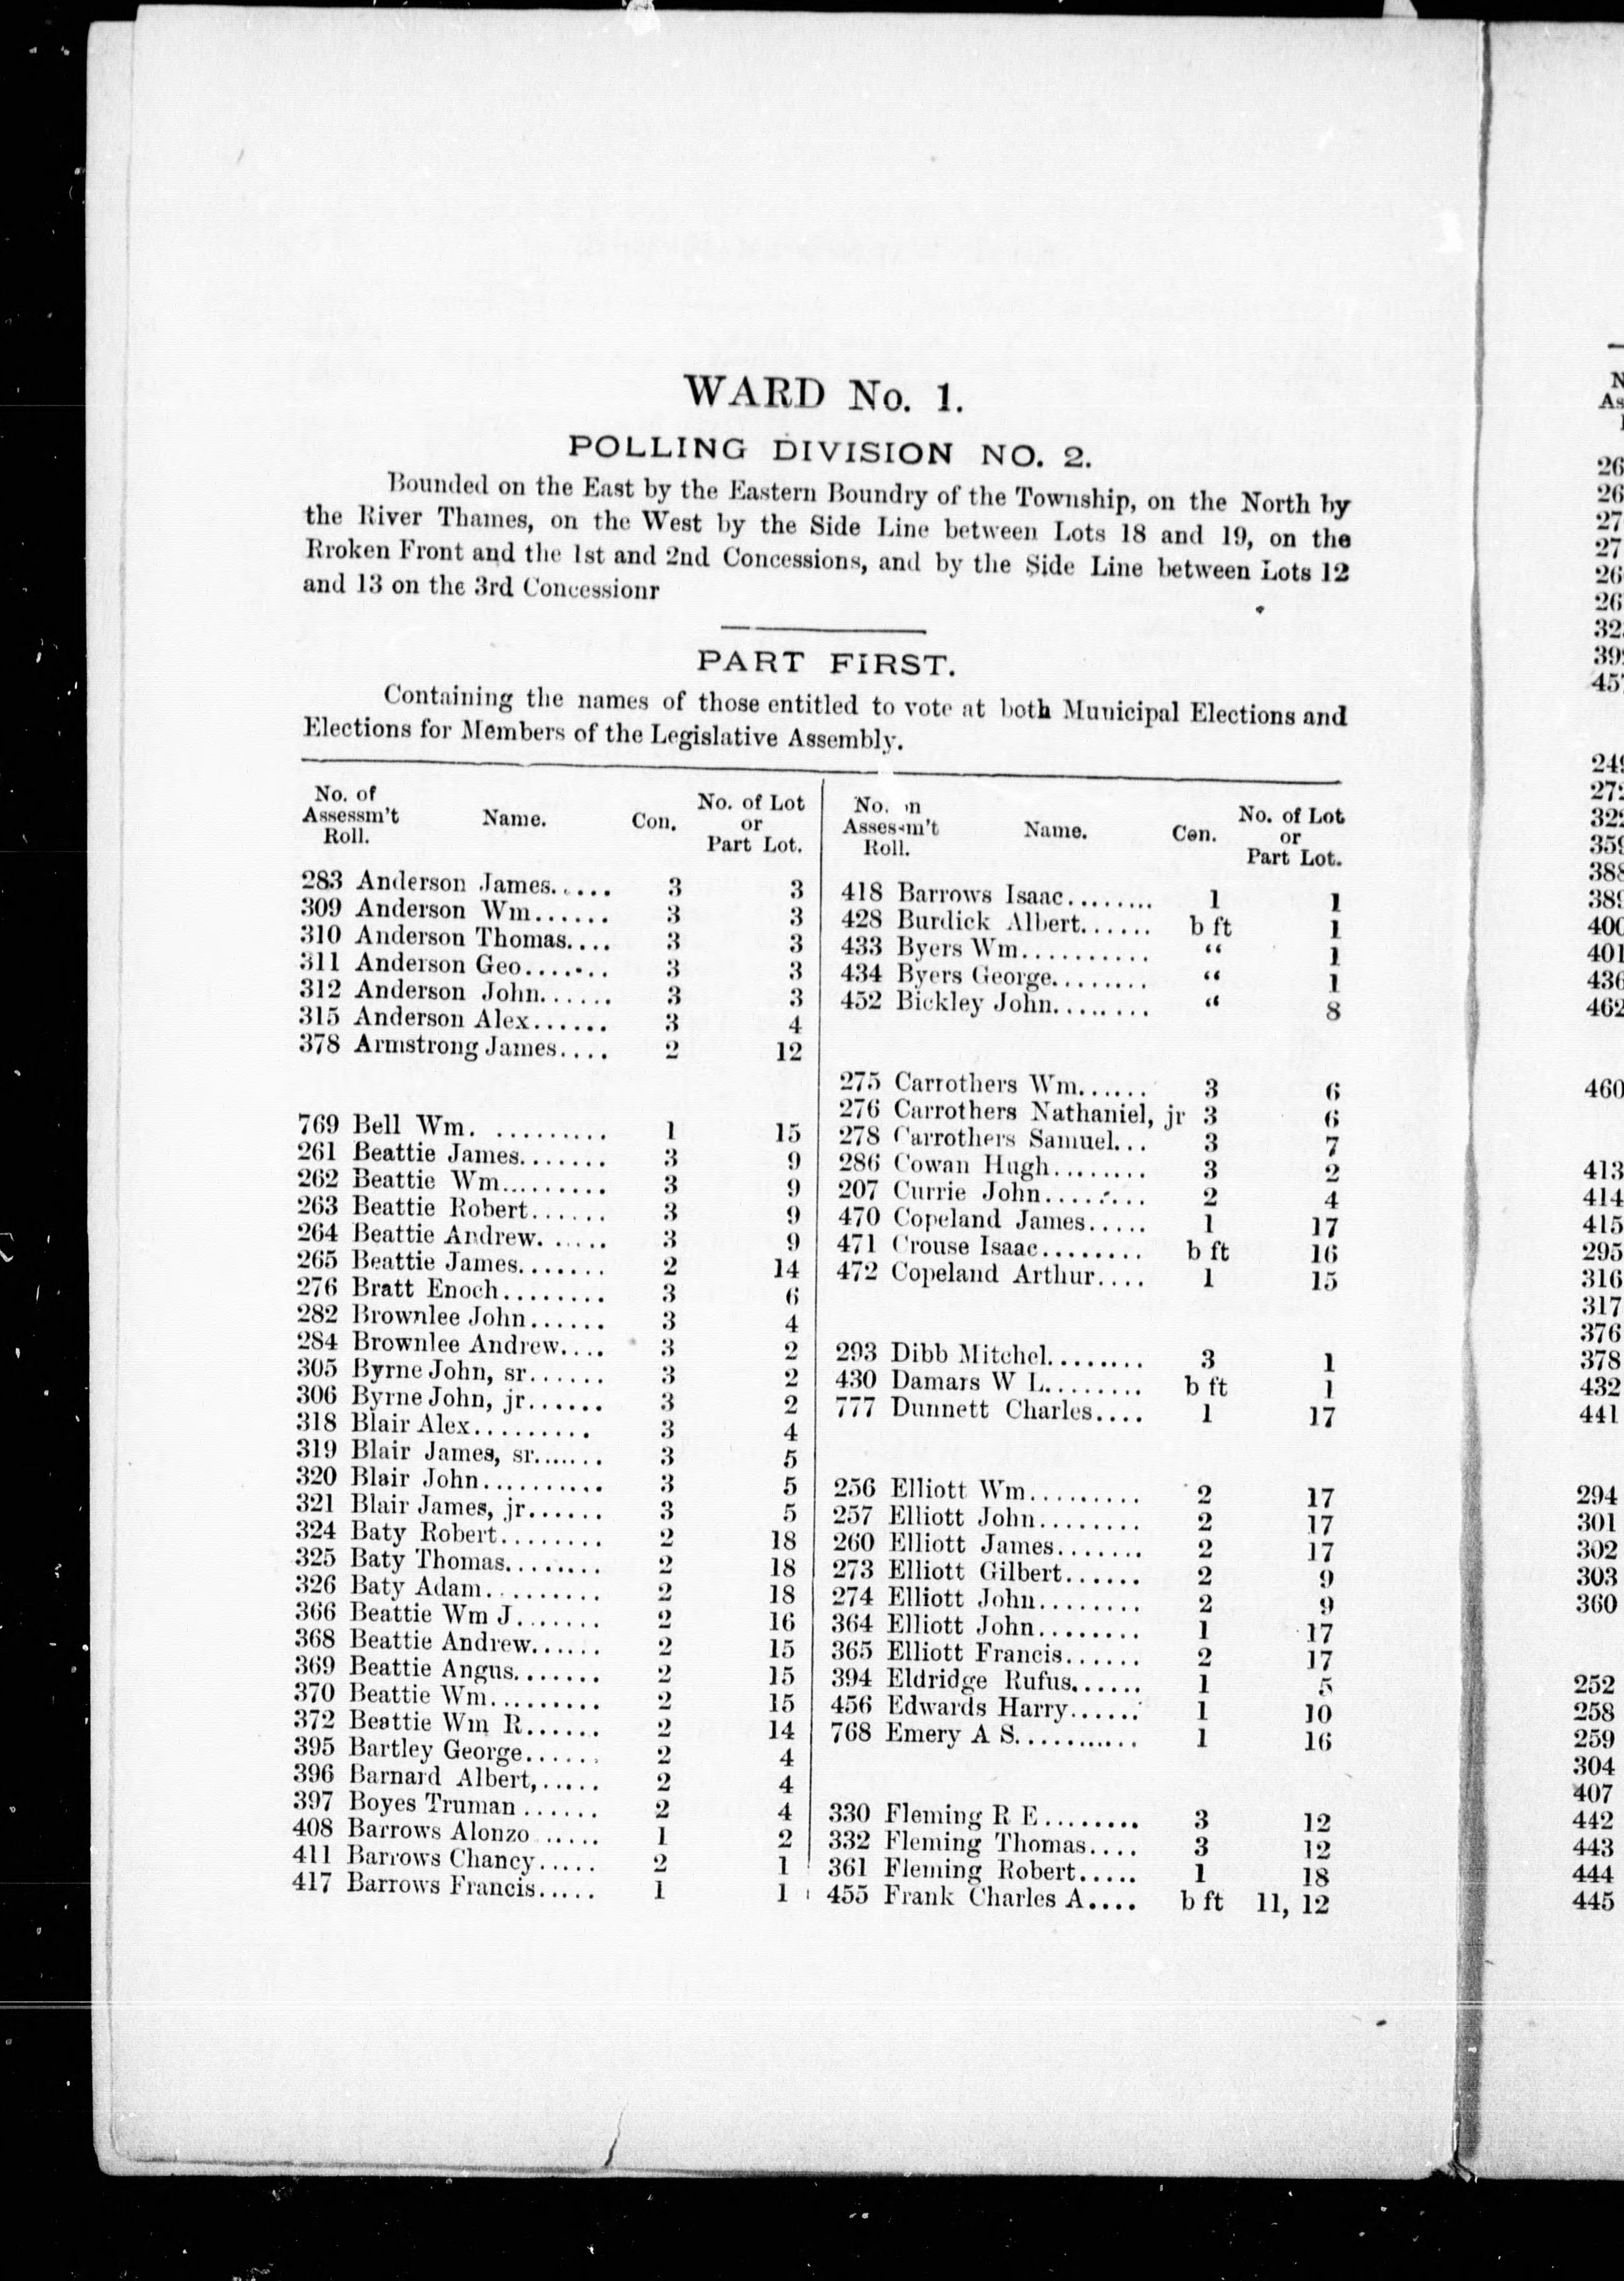 WARD No. 1.
POLLING DIVISION NO. 2.
Bounded on the East by the Eastern Boundry of the Township, on the North by
the River Thames, on the West by the Side Line between Lots 18 and 19, on the
Rroken Front and the 1st and 2nd Concessions, and by the Side Line between Lots 12
and 13 on the 3rd Concessionr
PART FIRST.
Containing the names of those entitled to vote at both Municipal Elections and
Elections for Members of the Legislative Assembly.
No. of
Assessm't
Roll.
Name.
Con.
No. of Lot
or
Part Lot.
283 Anderson James...... 3 3
309 Anderson Wm...... 3 3
310 Anderson Thomas.... 3 3
311 Anderson Geo....... 3 3
312 Anderson John...... 3 3
315 Anderson Alex...... 3 4
378 Armstrong James.... 2 12
769 Bell Wm. ......... 1 15
261 Beattie James....... 3 9
262 Beattie Wm......... 3 9
263 Beattie Robert...... 3 9
264 Beattie Andrew. ..... 3 9
265 Beattie James....... 2 14
276 Bratt Enoch........ 3 6
282 Brownlee John...... 3 4
284 Brownlee Andrew.... 3 2
305 Byrne John, sr...... 3 2
306 Byrne John, jr...... 3 2
318 Blair Alex......... 3 4
319 Blair James, sr....... 3 5
320 Blair John.......... 3 5
321 Blair James, jr...... 3 5
324 Baty Robert........ 2 18
325 Baty Thomas........ 2 18
326 Baty Adam......... 2 18
366 Beattie Wm J....... 2 16
368 Beattie Andrew...... 2 15
369 Beattie Angus....... 2 15
370 Beattie Wm......... 2 15
372 Beattie Wm R...... 2 14
395 Bartley George...... 2 4
396 Barnard Albert,..... 2 4
397 Boyes Truman ...... 2 4
408 Barrows Alonzo ..... 1 2
411 Barrows Chancy..... 2 1
417 Barrows Francis..... 1 1
No. in
Assessm't
Roll.
Name.
Con.
No. of Lot
or
Part Lot.
418 Barrows Isaac........ 1 1
428 Burdick Albert...... b ft 1
433 Byers Wm.......... “ 1
434 Byers George........ “ 1
452 Bickley John........ “ 8
275 Carrothers Wm...... 3 6
276 Carrothers Nathaniel, jr 3 6
278 Carrothers Samuel... 3 7
286 Cowan Hugh........ 3 2
207 Currie John........ 2 4
470 Copeland James..... 1 17
471 Crouse Isaac........ b ft 16
472 Copeland Arthur.... 1 15
293 Dibb Mitchel........ 3 1
430 Damars W L........ b ft 1
777 Dunnett Charles.... 1 17
256 Elliott Wm......... 2 17
257 Elliott John........ 2 17
260 Elliott James....... 2 17
273 Elliott Gilbert...... 2 9
274 Elliott John........ 2 9
364 Elliott John........ 1 17
365 Elliott Francis...... 2 17
394 Eldridge Rufus...... 1 5
456 Edwards Harry...... 1 10
768 Emery A S........... 1 16
330 Fleming R E........ 3 12
332 Fleming Thomas.... 3 12
361 Fleming Robert..... 1 18
455 Frank Charles A.... b ft 11, 12
460
413
414
415
295
316
317
376
378
432
441
294
301
302
303
360
252
258
259
304
407
442
443
444
445